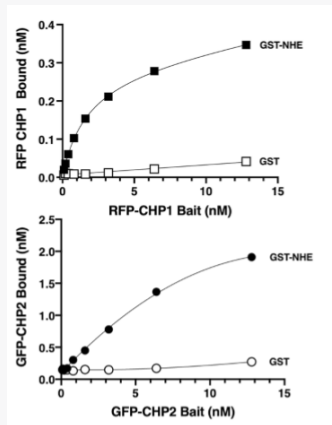 0.4
0.3
0.2
0.1
0.0
RFP CHP1 Bound (nM)
GST-NHE
GST
0 5 10 15
RFP-CHP1 Bait (nM)
2.5
2.0
1.5
1.0
0.5
0.0
GFP-CHP2 Bound (nM)
GST-NHE
GST
0 5 10 15
GFP-CHP2 Bait (nM)